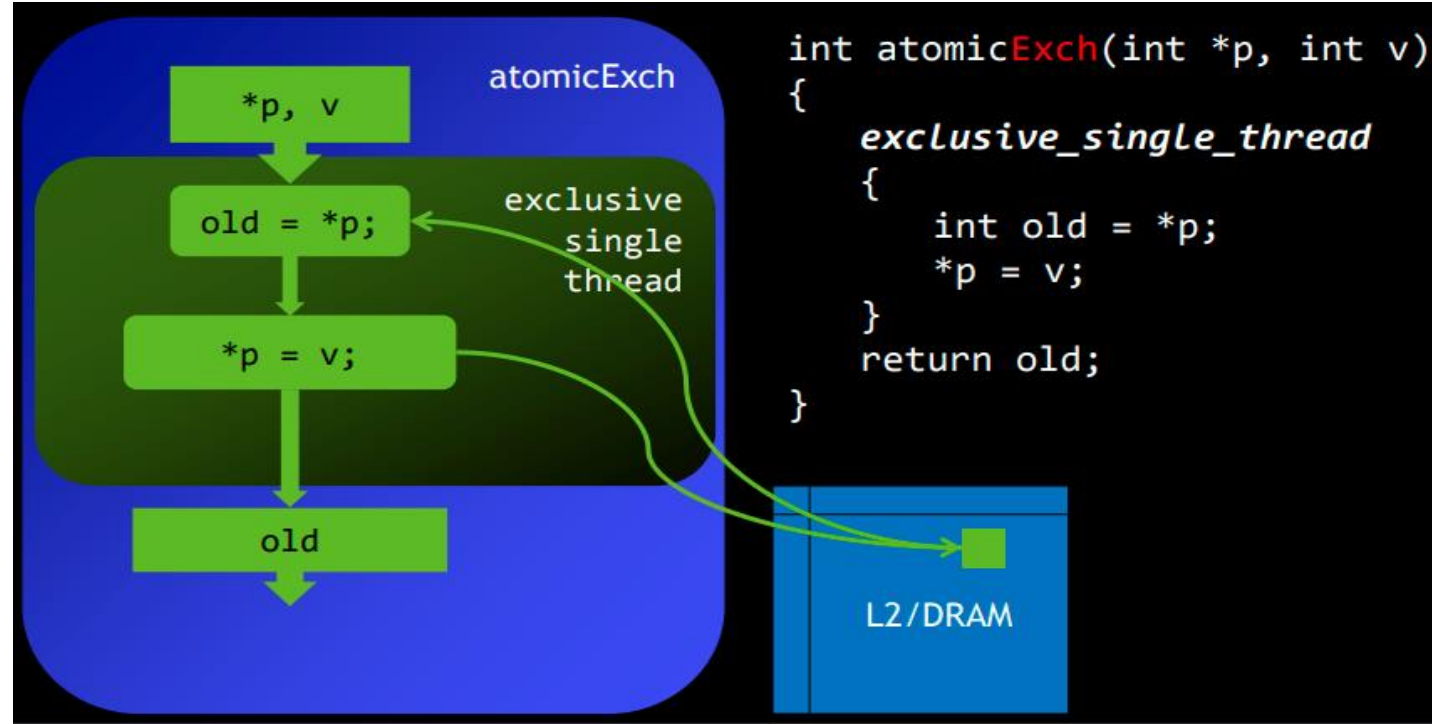 atomicExch
*p, v
exclusive
single
thread
old = *p;
*p = v;
old
int atomicExch(int *p, int v)
{
exclusive_single_thread
{
int old = *p;
*p = v;
}
return old;
}
L2/DRAM